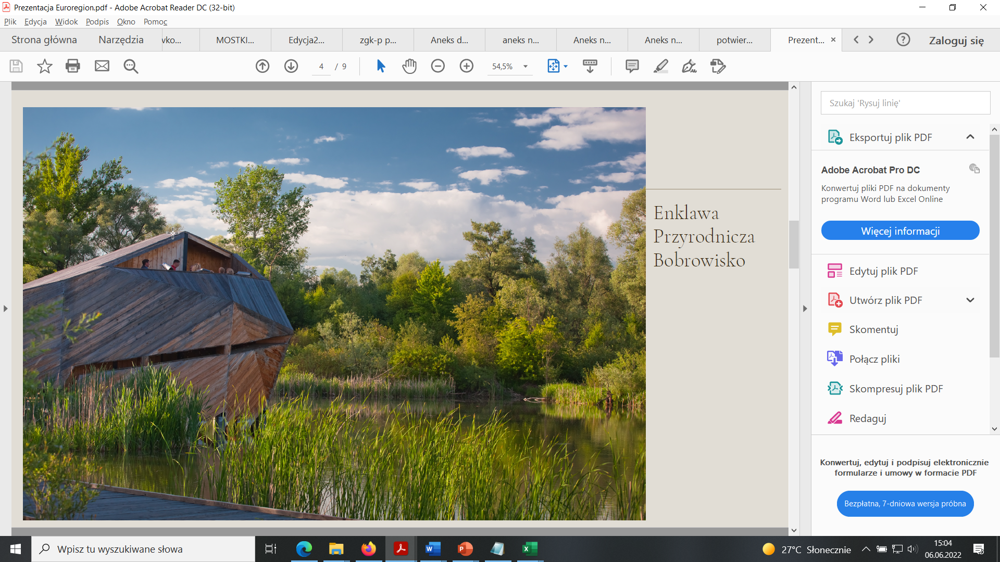 Prezentacja Euroregion.pdf - Adobe Acrobat Reader DC (32-bit)
Plik Edycja Widok Podpis Okno Pomoc
Strona główna Narzędzia vko... MOSTKI... Edycja2... zgk-p p... Aneks d... aneks n... Aneks n... Aneks n... potwier... Prezent... Zaloguj się
4 / 9 54,5%
Szukaj 'Rysuj linię'
Eksportuj plik PDF
Adobe Acrobat Pro DC
Konwertuj pliki PDF na dokumenty
programu Word lub Excel Online
Więcej informacji
Edytuj plik PDF
Utwórz plik PDF
Skomentuj
Połącz pliki
Skompresuj plik PDF
Redaguj
Konwertuj, edytuj i podpisuj elektronicznie
formularze i umowy w formacie PDF
Bezpłatna, 7-dniowa wersja próbna
Enklawa
Przyrodnicza
Bobrowisko
Wpisz tu wyszukiwane słowa
27°C Słonecznie
15:04
06.06.2022